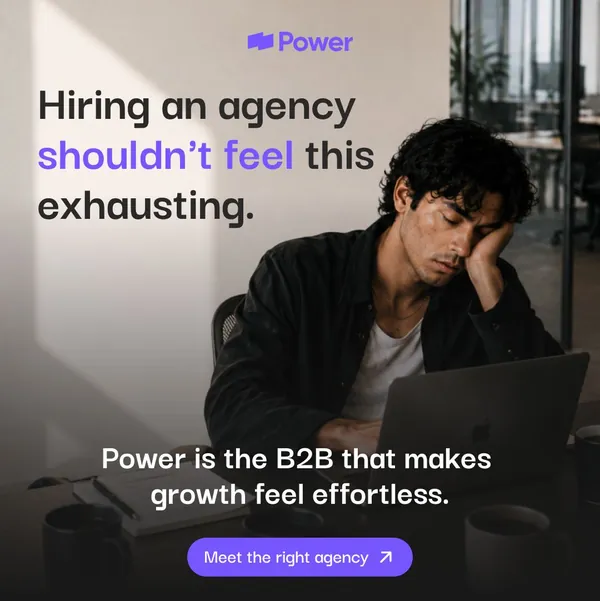 Power
Hiring an agency
shouldn't feel this
exhausting.
Power is the B2B that makes
growth feel effortless.
Meet the right agency